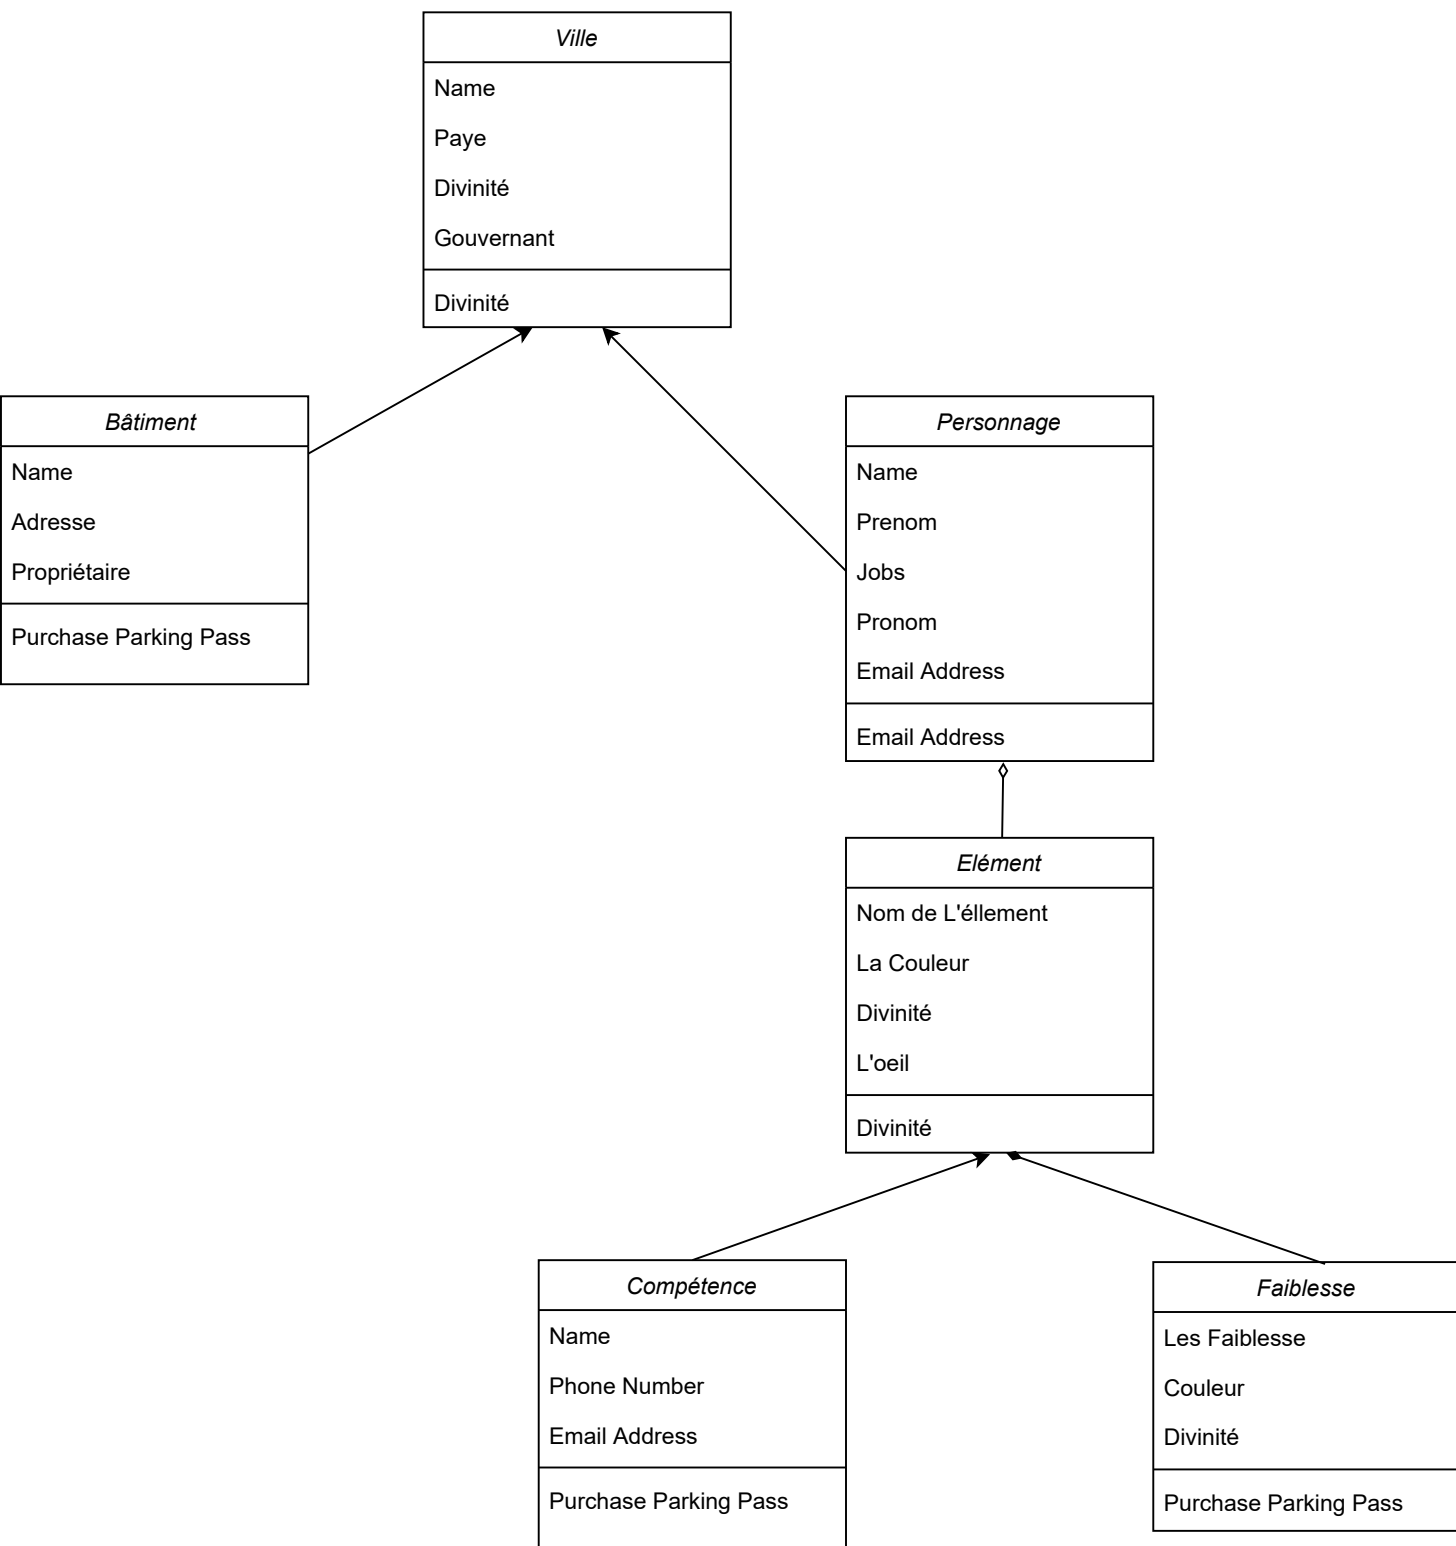 Ville
Name
Paye
Divinité
Gouvernant
Divinité
Bâtiment
Name
Adresse
Propriétaire
Purchase Parking Pass
Personnage
Name
Prenom
Jobs
Pronom
Email Address
Email Address
Elément
Nom de L'éllement
La Couleur
Divinité
L'oeil
Divinité
Compétence
Name
Phone Number
Email Address
Purchase Parking Pass
Faiblesse
Les Faiblesse
Couleur
Divinité
Purchase Parking Pass